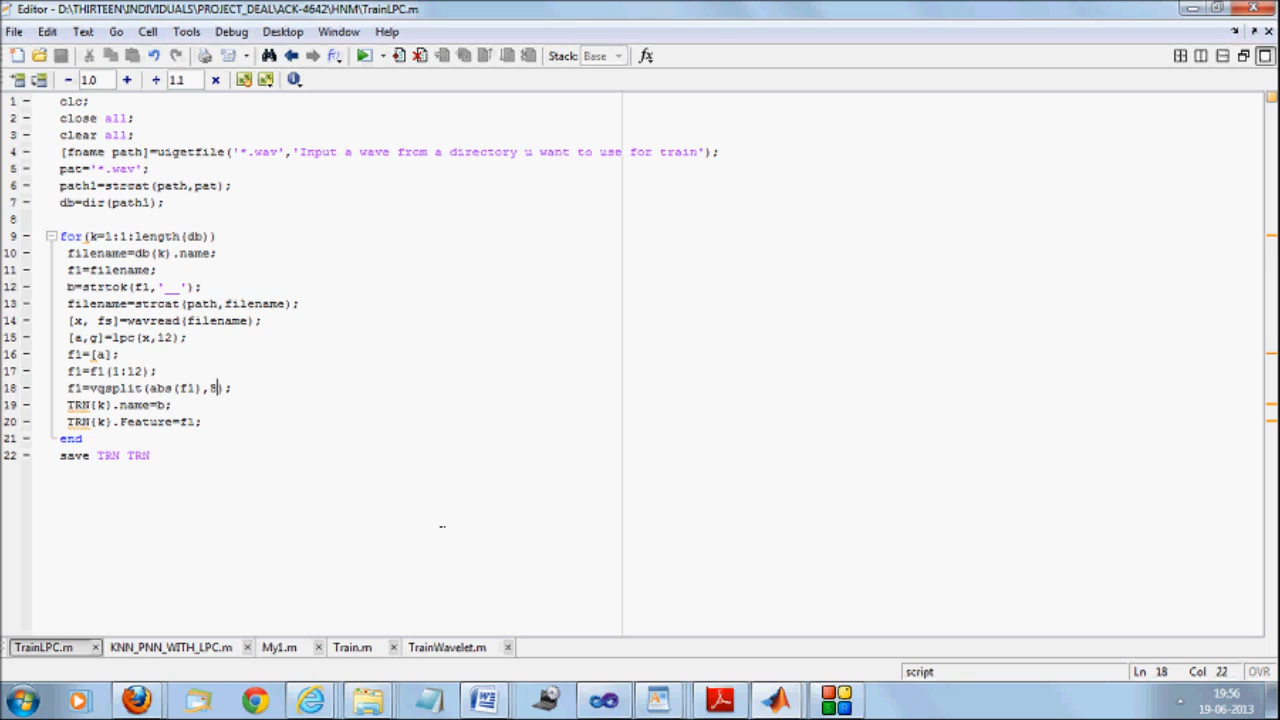 Editor - D:\THIRTEEN\INDIVIDUALS\PROJECT_DEAL\ACK-4642\HNM\TrainLPC.m
File Edit Text Go Cell Tools Debug Desktop Window Help
Stack: Base fx
- 1.0 + ÷ 1.1 ×
1 - clc;
2 - close all;
3 - clear all;
4 - [fname path]=uigetfile('*.wav','Input a wave from a directory u want to use for train');
5 - pat='*.wav';
6 - path1=strcat(path,pat);
7 - db=dir(path1);
8
9 - for(k=1:1:length(db))
10 - filename=db(k).name;
11 - f1=filename;
12 - b=strtok(f1,'__');
13 - filename=strcat(path,filename);
14 - [x, fs]=wavread(filename);
15 - [a,g]=lpc(x,12);
16 - f1=[a];
17 - f1=f1(1:12);
18 - f1=vqsplit(abs(f1),8);
19 - TRN(k).name=b;
20 - TRN(k).Feature=f1;
21 - end
22 - save TRN TRN
TrainLPC.m × KNN_PNN_WITH_LPC.m × My1.m × Train.m × TrainWavelet.m ×
script Ln 18 Col 22 OVR
19:56
19-06-2013